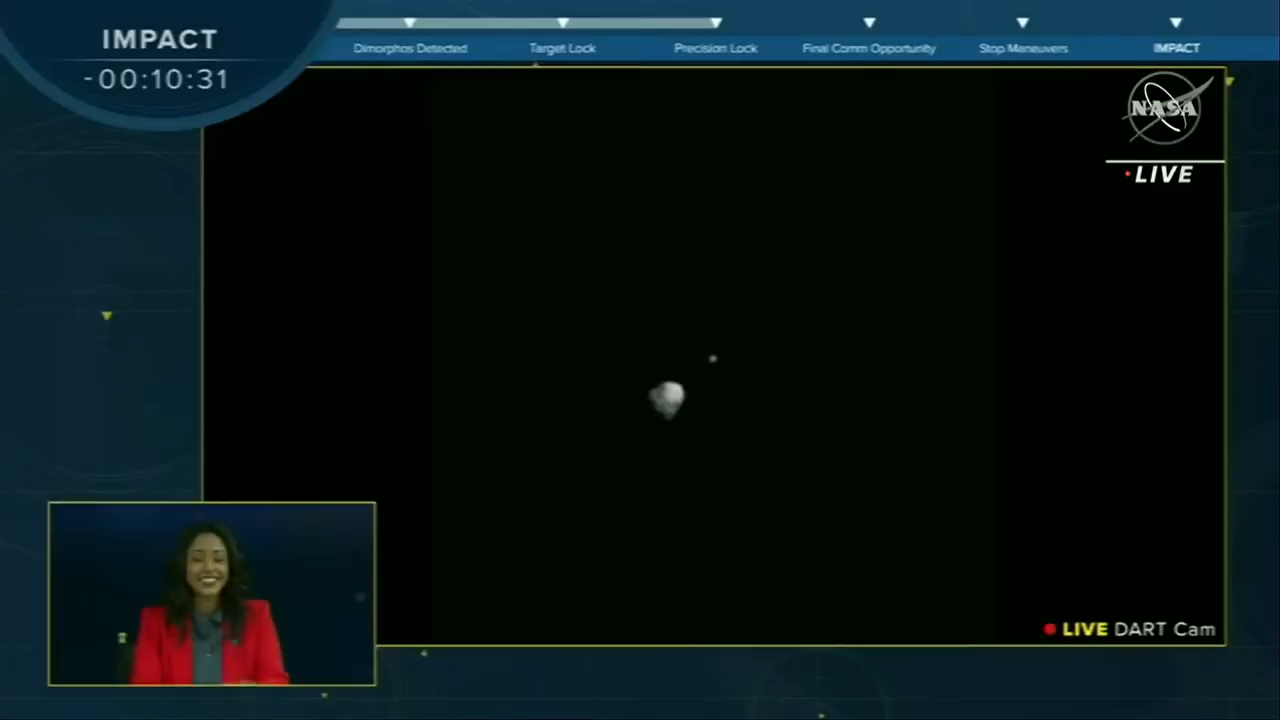 IMPACT
-00:10:31
Dimorphos Detected
Target Lock
Precision Lock
Final Comm Opportunity
Stop Maneuvers
IMPACT
NASA
LIVE
LIVE DART Cam